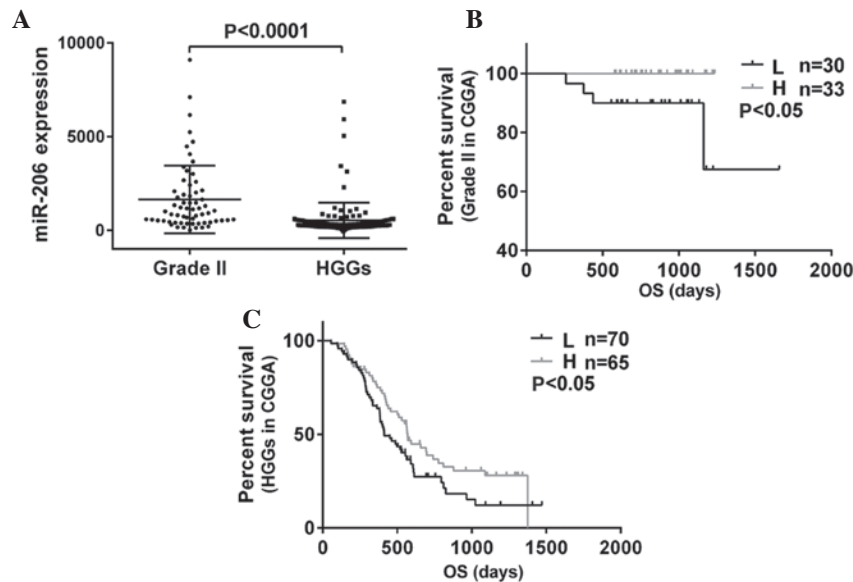 A
P<0.0001
miR-206 expression
10000
5000
0
Grade II
HGGs
B
Percent survival
(Grade II in CGGA)
100
80
60
40
L n=30
H n=33
P<0.05
0
500
1000
1500
2000
OS (days)
C
Percent survival
(HGGs in CGGA)
100
50
0
L n=70
H n=65
P<0.05
0
500
1000
1500
2000
OS (days)